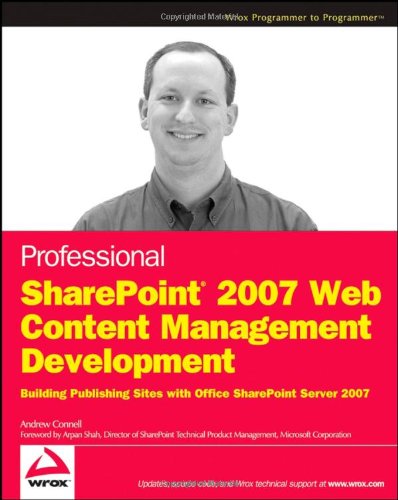 Wrox Programmer to Programmer™
Professional
SharePoint® 2007 Web
Content Management
Development
Building Publishing Sites with Office SharePoint Server 2007
Andrew Connell
Foreword by Arpan Shah, Director of SharePoint Technical Product Management, Microsoft Corporation
wrox™
Updates, source code, and Wrox technical support at www.wrox.com